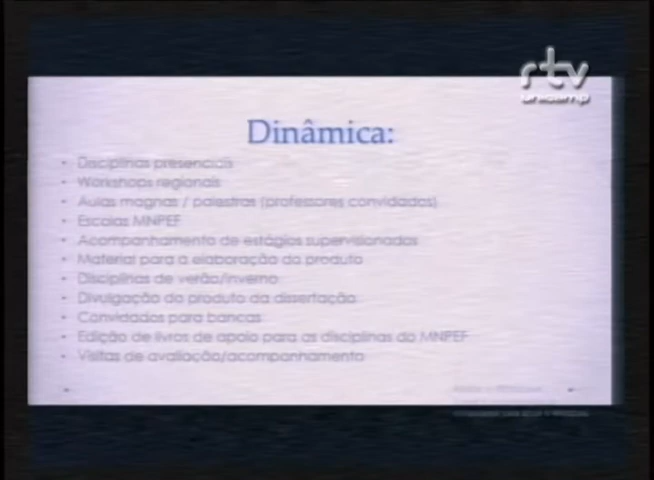 rtv
unicamp
Dinâmica:
• Disciplinas presenciais
• Workshops regionais
• Aulas magnas / palestras (professores convidados)
• Escolas MNPEF
• Acompanhamento de estágios supervisionados
• Material para a elaboração do produto
• Disciplinas de verão/inverno
• Divulgação do produto da dissertação
• Convidados para bancas
• Edição de livros de apoio para as disciplinas do MNPEF
• Visitas de avaliação/acompanhamento